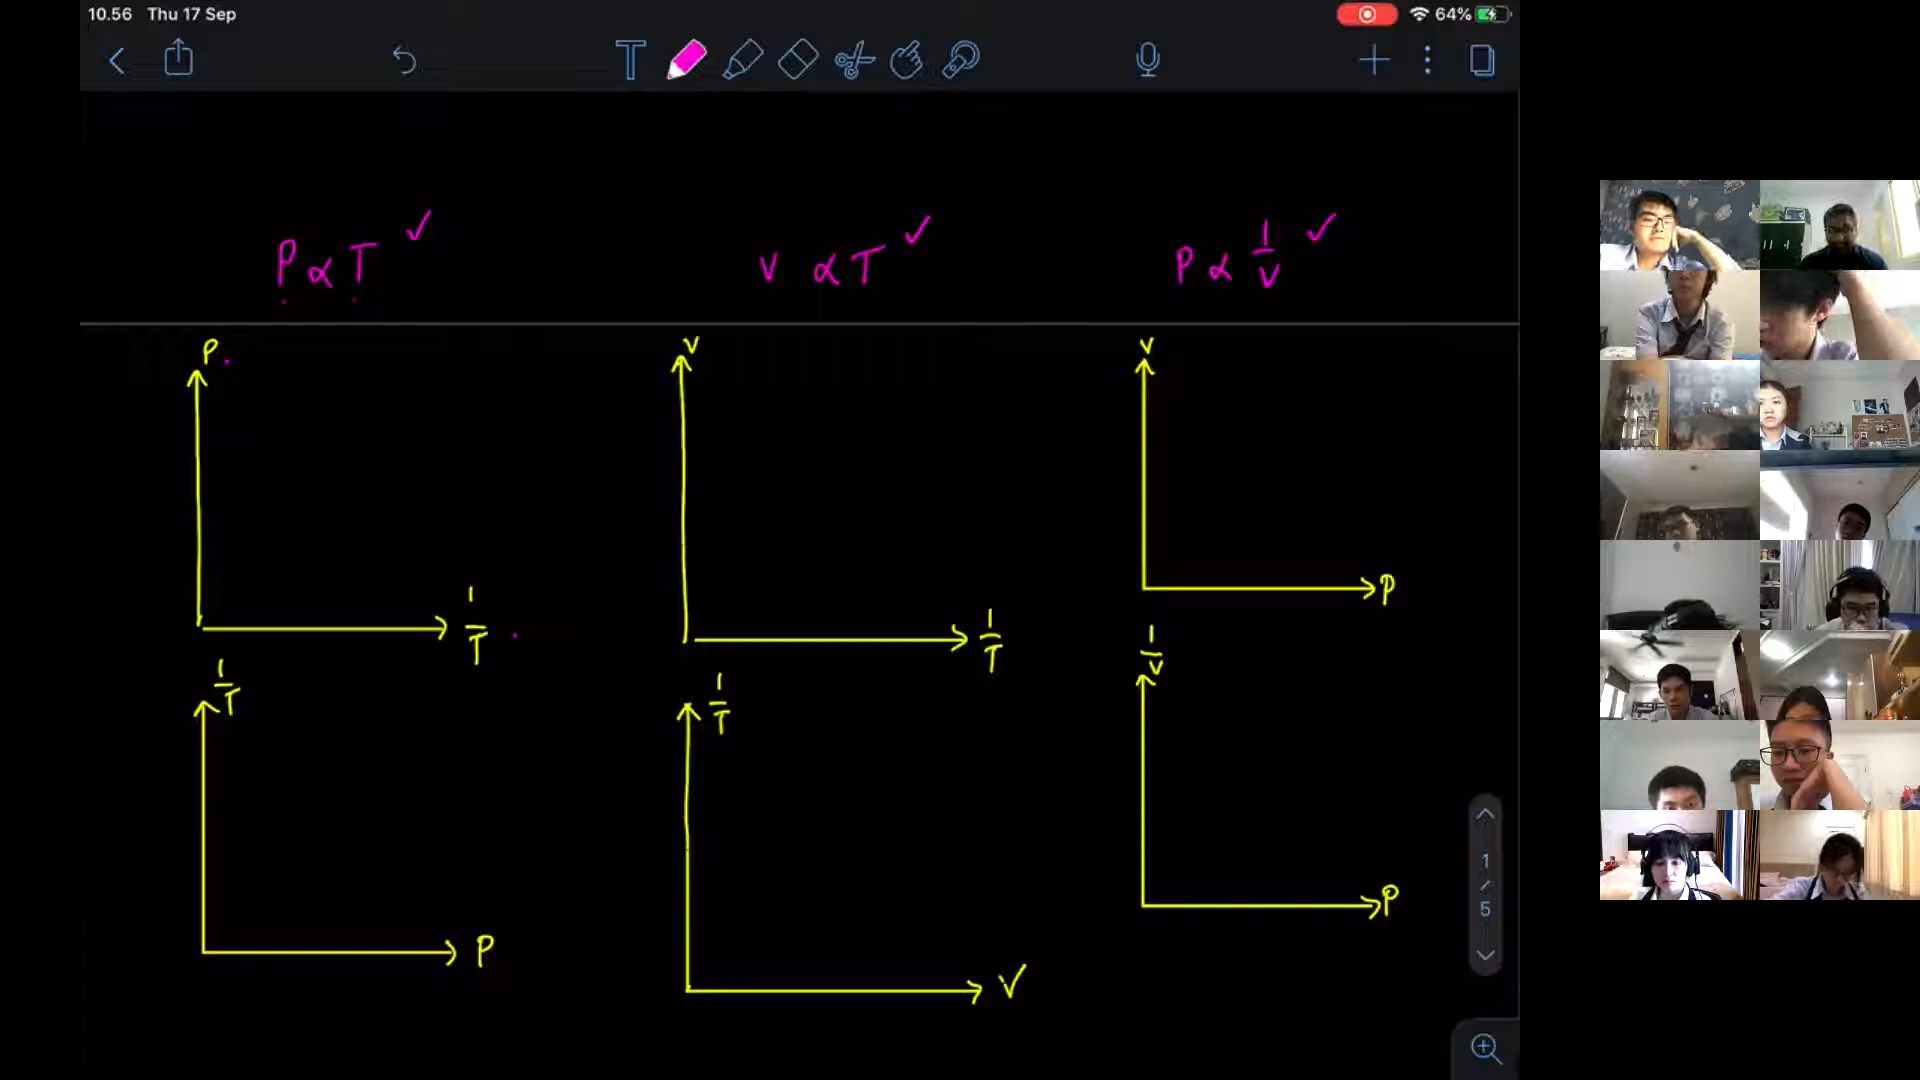 10.56 Thu 17 Sep
64%
T
P ∝ T ✓
V ∝ T ✓
P ∝ 1/V ✓
P
1/T
V
1/T
V
P
1/T
P
1/T
V
1/V
P
1
/
5